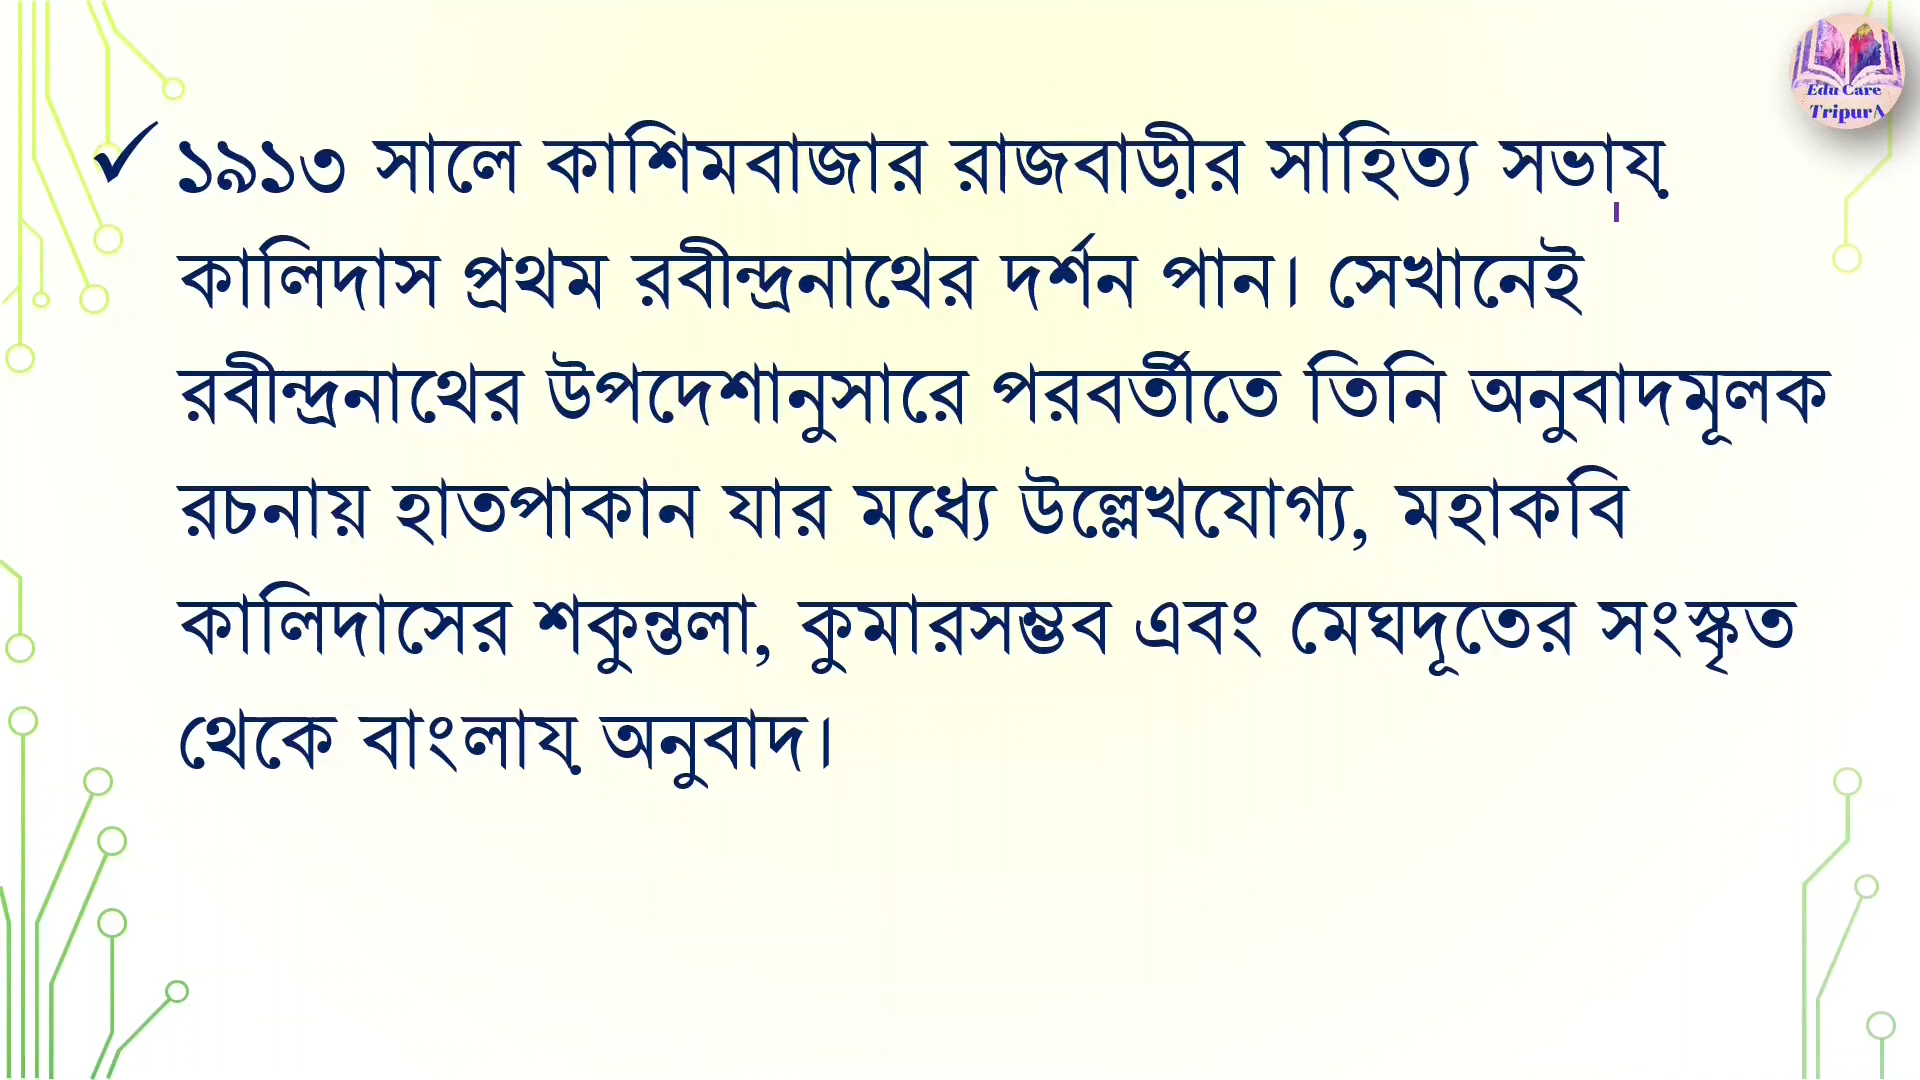 Edu Care
TripurA
✓ ১৯১৩ সালে কাশিমবাজার রাজবাড়ীর সাহিত্য সভায়
কালিদাস প্রথম রবীন্দ্রনাথের দর্শন পান। সেখানেই
রবীন্দ্রনাথের উপদেশানুসারে পরবর্তীতে তিনি অনুবাদমূলক
রচনায় হাতপাকান যার মধ্যে উল্লেখযোগ্য, মহাকবি
কালিদাসের শকুন্তলা, কুমারসম্ভব এবং মেঘদূতের সংস্কৃত
থেকে বাংলায় অনুবাদ।